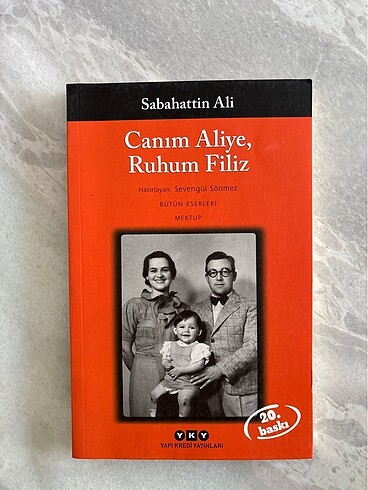 Sabahattin Ali
Canım Aliye,
Ruhum Filiz
Hazırlayan: Sevengül Sönmez
BÜTÜN ESERLERİ
MEKTUP
20.
baskı
YKY
YAPI KREDİ YAYINLARI